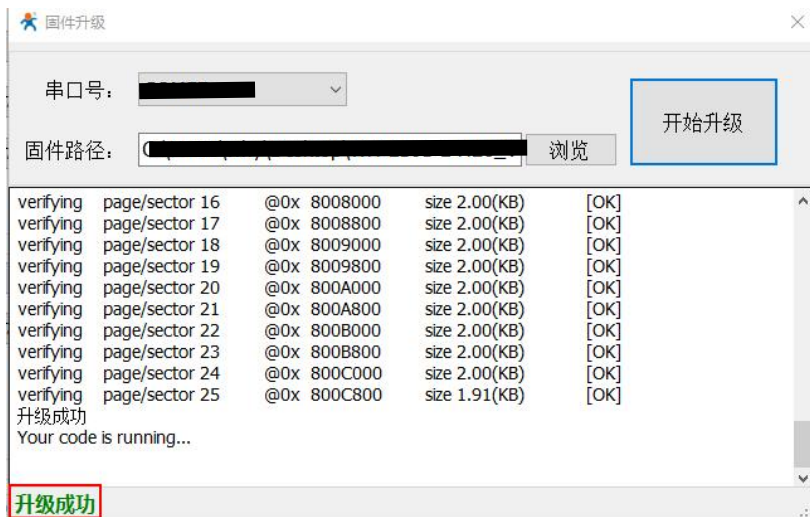 固件升级
串口号：
开始升级
固件路径：
浏览
verifying page/sector 16 @0x 8008000 size 2.00(KB) [OK]
verifying page/sector 17 @0x 8008800 size 2.00(KB) [OK]
verifying page/sector 18 @0x 8009000 size 2.00(KB) [OK]
verifying page/sector 19 @0x 8009800 size 2.00(KB) [OK]
verifying page/sector 20 @0x 800A000 size 2.00(KB) [OK]
verifying page/sector 21 @0x 800A800 size 2.00(KB) [OK]
verifying page/sector 22 @0x 800B000 size 2.00(KB) [OK]
verifying page/sector 23 @0x 800B800 size 2.00(KB) [OK]
verifying page/sector 24 @0x 800C000 size 2.00(KB) [OK]
verifying page/sector 25 @0x 800C800 size 1.91(KB) [OK]
升级成功
Your code is running...
升级成功